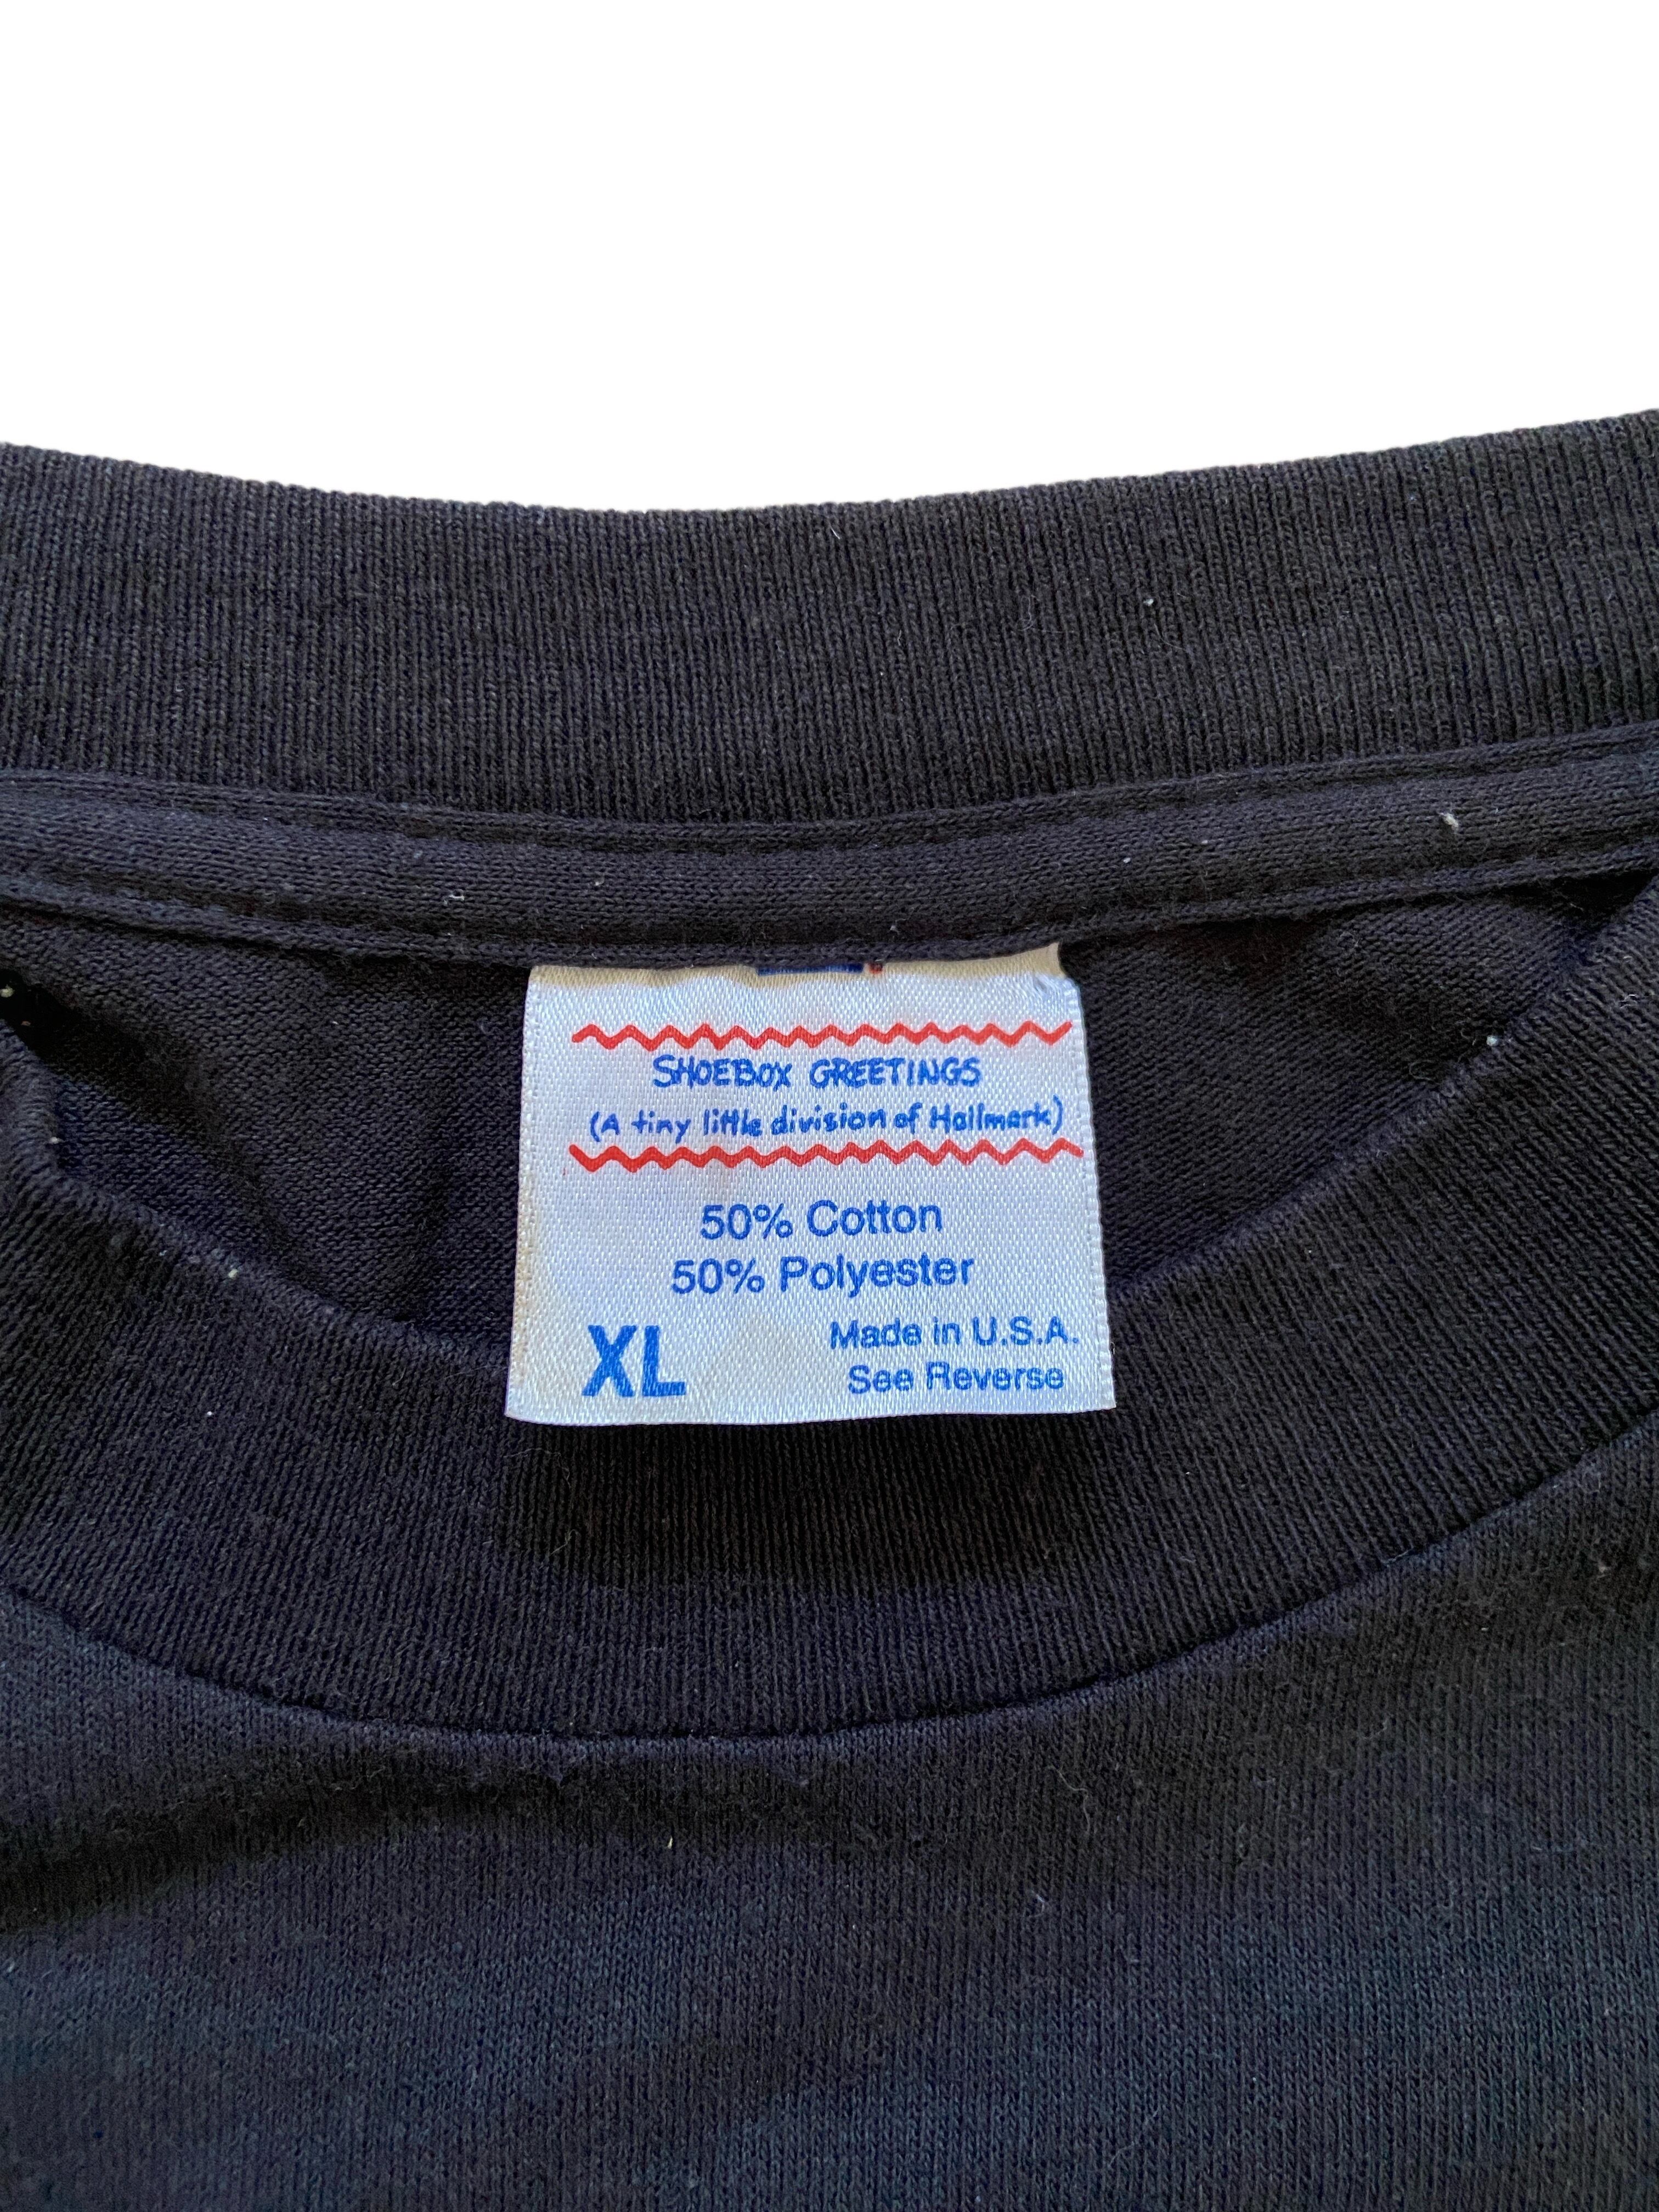 SHOEBOX GREETINGS
(A tiny little division of Hallmark)
50% Cotton
50% Polyester
XL Made in U.S.A.
See Reverse